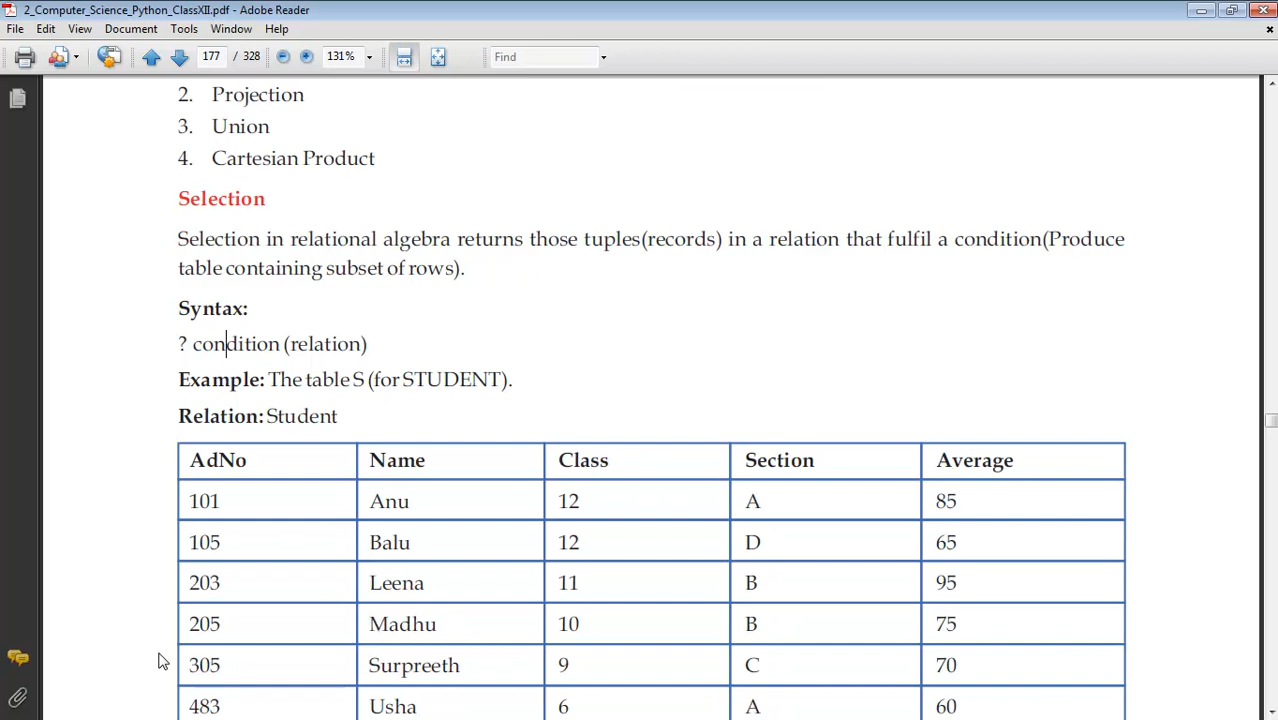 2_Computer_Science_Python_ClassXII.pdf - Adobe Reader
File Edit View Document Tools Window Help
177 / 328 131% Find
2. Projection
3. Union
4. Cartesian Product
Selection
Selection in relational algebra returns those tuples(records) in a relation that fulfil a condition(Produce
table containing subset of rows).
Syntax:
? condition (relation)
Example: The table S (for STUDENT).
Relation: Student
AdNo Name Class Section Average
101 Anu 12 A 85
105 Balu 12 D 65
203 Leena 11 B 95
205 Madhu 10 B 75
305 Surpreeth 9 C 70
483 Usha 6 A 60